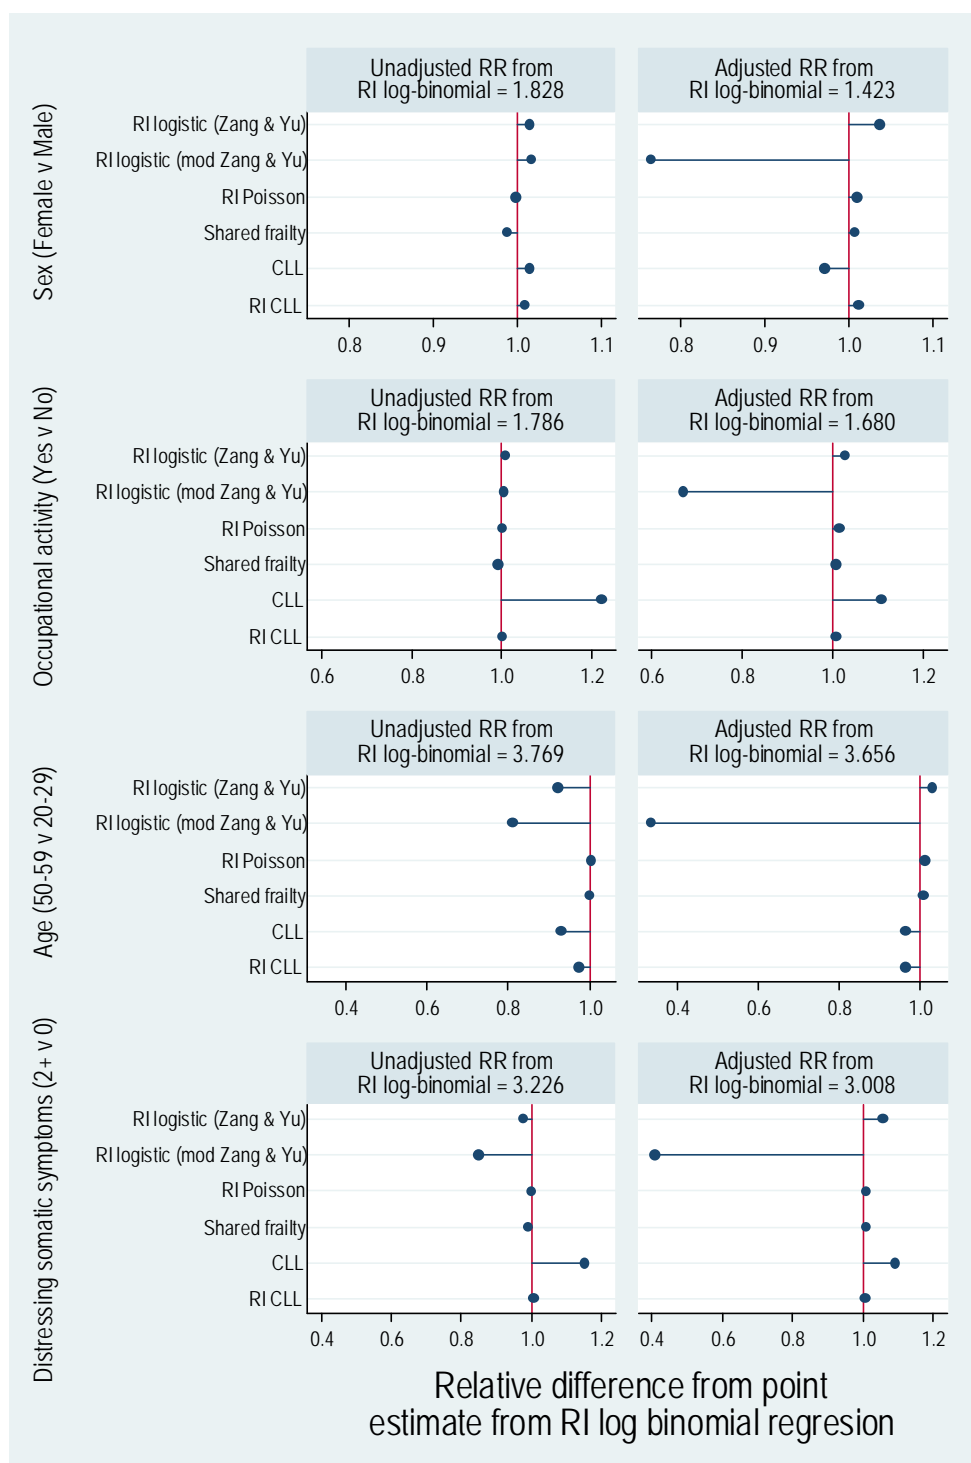 Sex (Female v Male)
Unadjusted RR from
RI log-binomial = 1.828
Adjusted RR from
RI log-binomial = 1.423
RI logistic (Zang & Yu)
RI logistic (mod Zang & Yu)
RI Poisson
Shared frailty
CLL
RI CLL
0.8 0.9 1.0 1.1
0.8 0.9 1.0 1.1
Occupational activity (Yes v No)
Unadjusted RR from
RI log-binomial = 1.786
Adjusted RR from
RI log-binomial = 1.680
RI logistic (Zang & Yu)
RI logistic (mod Zang & Yu)
RI Poisson
Shared frailty
CLL
RI CLL
0.6 0.8 1.0 1.2
0.6 0.8 1.0 1.2
Age (50-59 v 20-29)
Unadjusted RR from
RI log-binomial = 3.769
Adjusted RR from
RI log-binomial = 3.656
RI logistic (Zang & Yu)
RI logistic (mod Zang & Yu)
RI Poisson
Shared frailty
CLL
RI CLL
0.4 0.6 0.8 1.0
0.4 0.6 0.8 1.0
Distressing somatic symptoms (2+ v 0)
Unadjusted RR from
RI log-binomial = 3.226
Adjusted RR from
RI log-binomial = 3.008
RI logistic (Zang & Yu)
RI logistic (mod Zang & Yu)
RI Poisson
Shared frailty
CLL
RI CLL
0.4 0.6 0.8 1.0 1.2
0.4 0.6 0.8 1.0 1.2
Relative difference from point
estimate from RI log binomial regresion